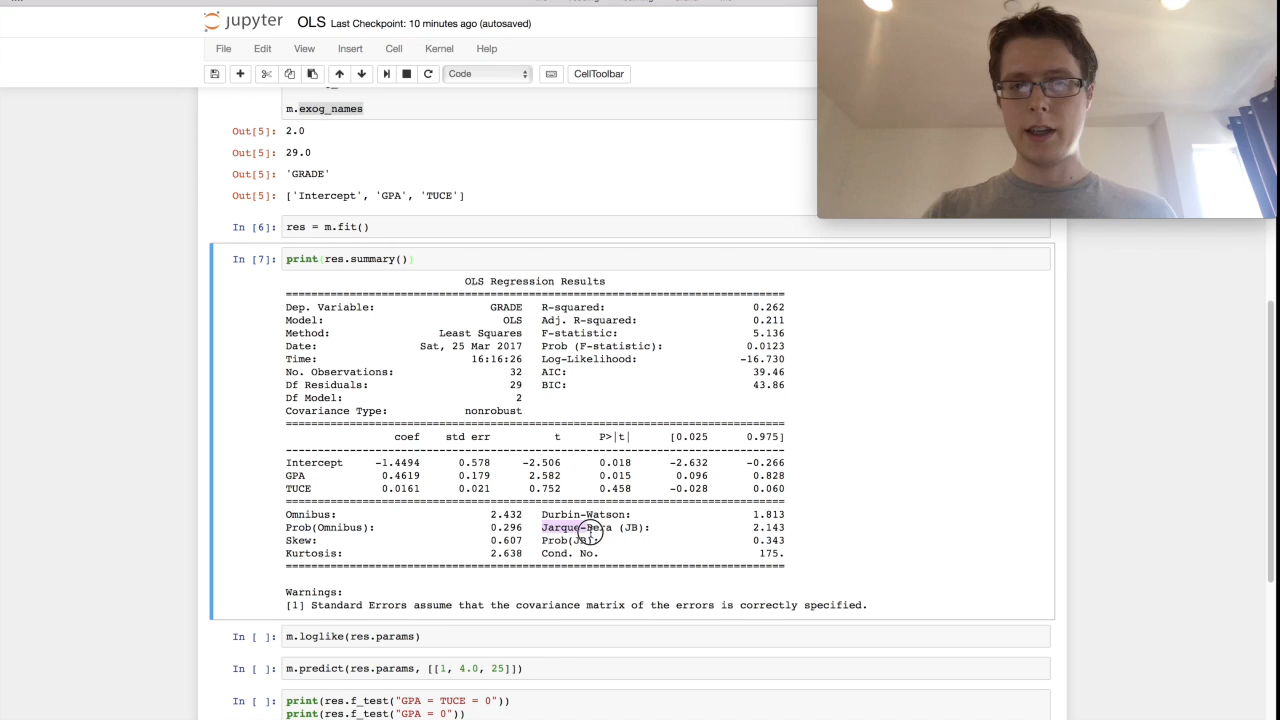 jupyter OLS Last Checkpoint: 10 minutes ago (autosaved)
File Edit View Insert Cell Kernel Help
Code CellToolbar
m.exog_names
Out[5]: 2.0
Out[5]: 29.0
Out[5]: 'GRADE'
Out[5]: ['Intercept', 'GPA', 'TUCE']
In [6]: res = m.fit()
In [7]: print(res.summary())
OLS Regression Results
==============================================================================
Dep. Variable: GRADE R-squared: 0.262
Model: OLS Adj. R-squared: 0.211
Method: Least Squares F-statistic: 5.136
Date: Sat, 25 Mar 2017 Prob (F-statistic): 0.0123
Time: 16:16:26 Log-Likelihood: -16.730
No. Observations: 32 AIC: 39.46
Df Residuals: 29 BIC: 43.86
Df Model: 2
Covariance Type: nonrobust
==============================================================================
coef std err t P>|t| [0.025 0.975]
------------------------------------------------------------------------------
Intercept -1.4494 0.578 -2.506 0.018 -2.632 -0.266
GPA 0.4619 0.179 2.582 0.015 0.096 0.828
TUCE 0.0161 0.021 0.752 0.458 -0.028 0.060
==============================================================================
Omnibus: 2.432 Durbin-Watson: 1.813
Prob(Omnibus): 0.296 Jarque-Bera (JB): 2.143
Skew: 0.607 Prob(JB): 0.343
Kurtosis: 2.638 Cond. No. 175.
==============================================================================
Warnings:
[1] Standard Errors assume that the covariance matrix of the errors is correctly specified.
In [ ]: m.loglike(res.params)
In [ ]: m.predict(res.params, [[1, 4.0, 25]])
In [ ]: print(res.f_test("GPA = TUCE = 0"))
print(res.f_test("GPA = 0"))